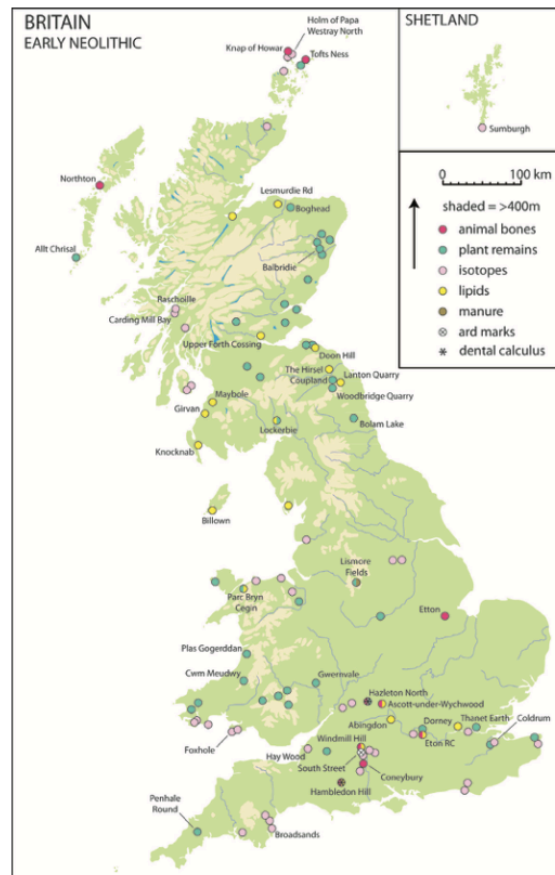 BRITAIN
EARLY NEOLITHIC
SHETLAND
Holm of Papa
Westray North
Knap of Howar
Tofts Ness
Sumburgh
0 100 km
shaded = >400m
animal bones
plant remains
isotopes
lipids
manure
ard marks
dental calculus
Northton
Lesmurdie Rd
Boghead
Allt Chrisal
Balbridie
Raschoille
Carding Mill Bay
Upper Forth Cossing
Doon Hill
The Hirsel
Lanton Quarry
Coupland
Woodbridge Quarry
Maybole
Girvan
Lockerbie
Bolam Lake
Knocknab
Billown
Lismore
Fields
Parc Bryn
Cegin
Etton
Plas Gogerddan
Cwm Meudwy
Gwernvale
Hazleton North
Ascott-under-Wychwood
Abingdon
Dorney
Thanet Earth
Coldrum
Foxhole
Windmill Hill
Eton RC
Hay Wood
South Street
Coneybury
Hambledon Hill
Penhale
Round
Broadsands